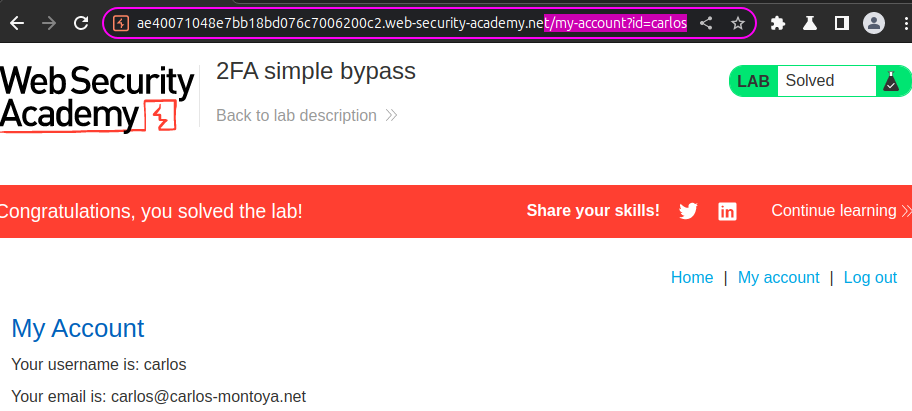 ae40071048e7bb18bd076c7006200c2.web-security-academy.net/my-account?id=carlos
Web Security
Academy
2FA simple bypass
Back to lab description
LAB Solved
Congratulations, you solved the lab!
Share your skills!
Continue learning
Home | My account | Log out
My Account
Your username is: carlos
Your email is: carlos@carlos-montoya.net